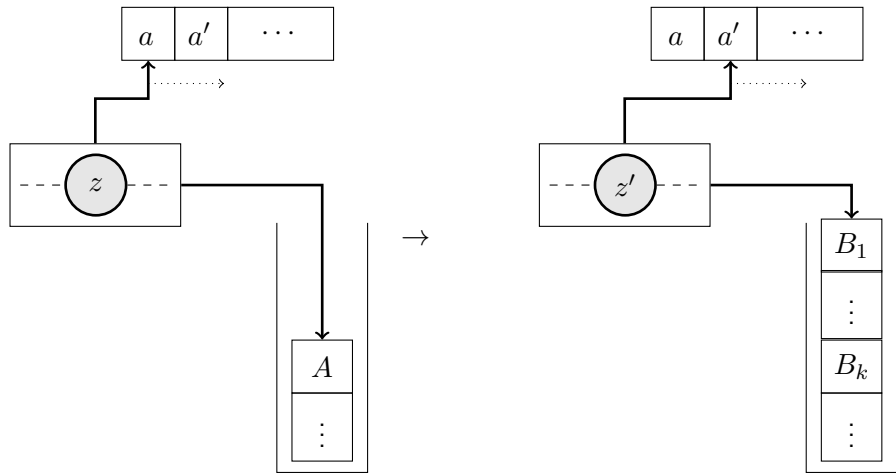 a a′ ⋯ a a′ ⋯
z z′
→
B₁
⋮
A Bₖ
⋮ ⋮